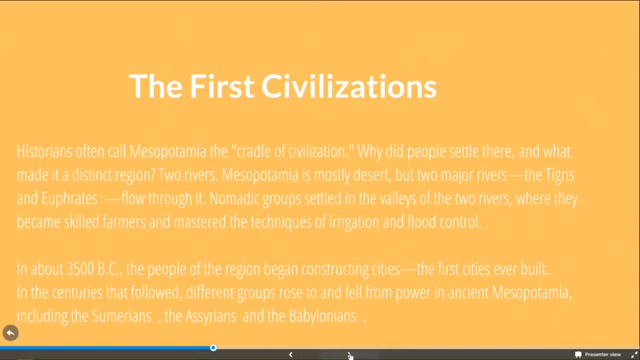 The First Civilizations
Historians often call Mesopotamia the "cradle of civilization." Why did people settle there, and what
made it a distinct region? Two rivers. Mesopotamia is mostly desert, but two major rivers—the Tigris
and Euphrates —flow through it. Nomadic groups settled in the valleys of the two rivers, where they
became skilled farmers and mastered the techniques of irrigation and flood control.
In about 3500 B.C., the people of the region began constructing cities—the first cities ever built.
In the centuries that followed, different groups rose to and fell from power in ancient Mesopotamia,
including the Sumerians , the Assyrians and the Babylonians .
Presenter view